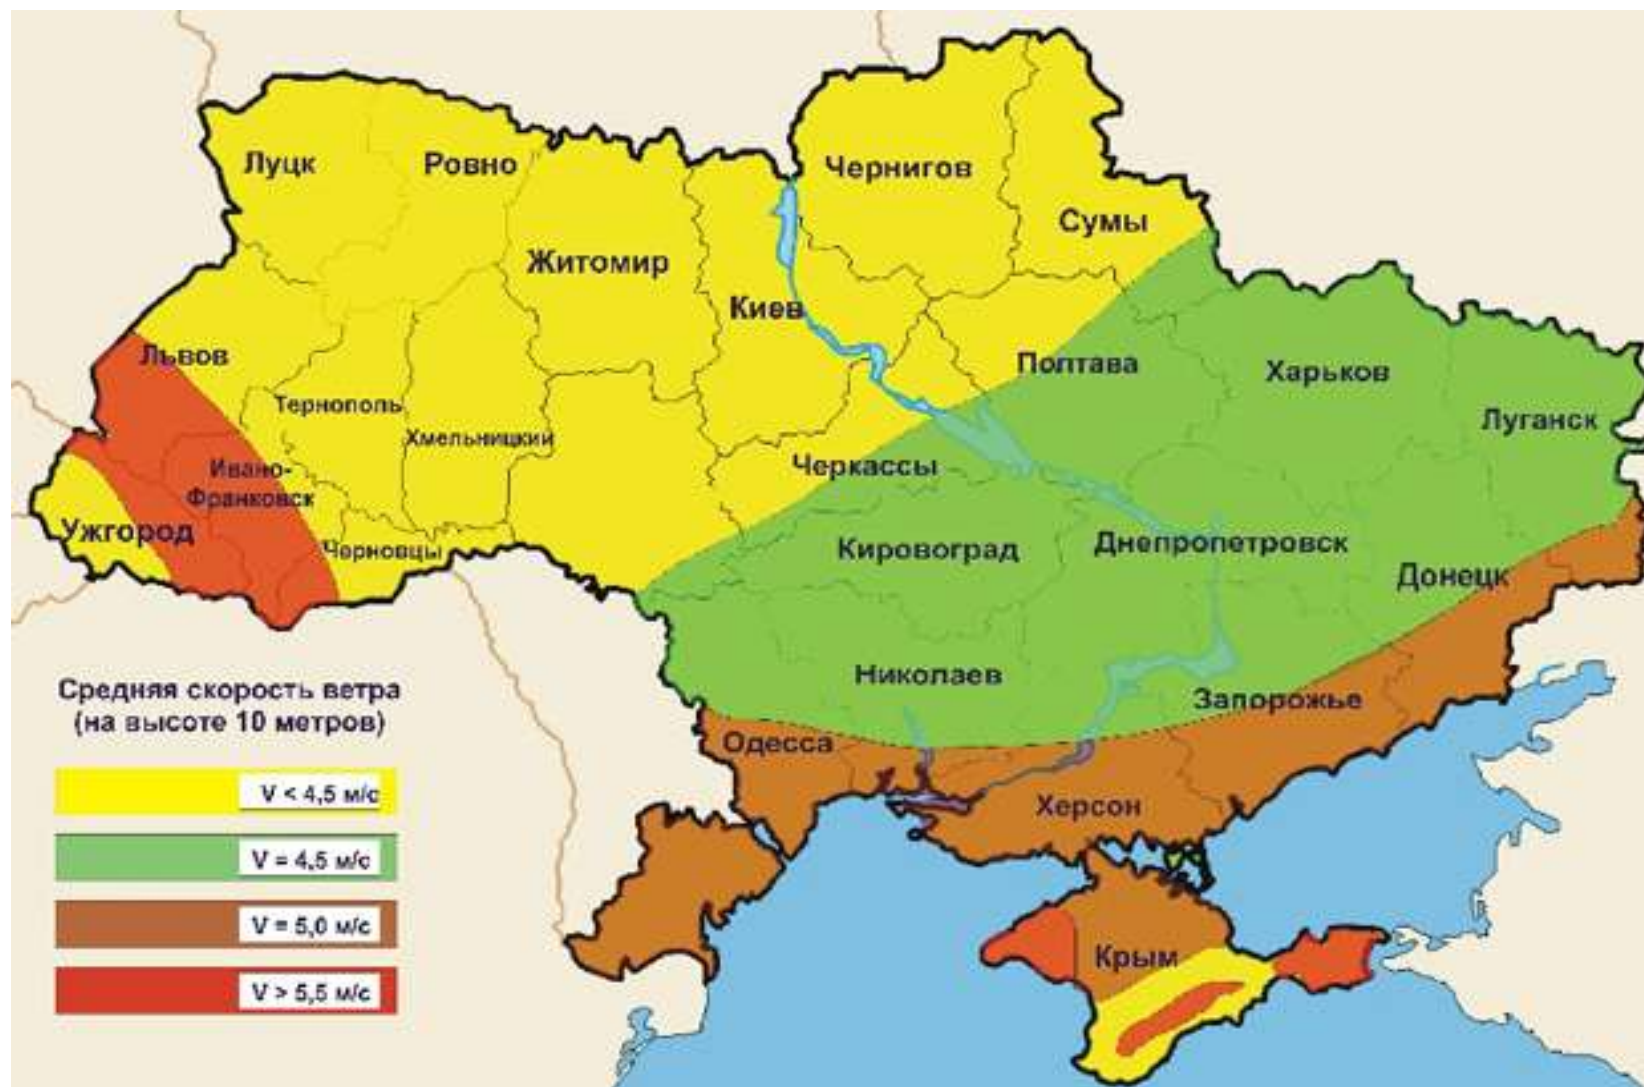 Луцк
Ровно
Чернигов
Сумы
Житомир
Киев
Львов
Полтава
Харьков
Тернополь
Луганск
Хмельницкий
Черкассы
Ивано-
Франковск
Ужгород
Черновцы
Кировоград
Днепропетровск
Донецк
Николаев
Запорожье
Одесса
Херсон
Крым
Средняя скорость ветра
(на высоте 10 метров)
V < 4,5 м/с
V = 4,5 м/с
V = 5,0 м/с
V > 5,5 м/с